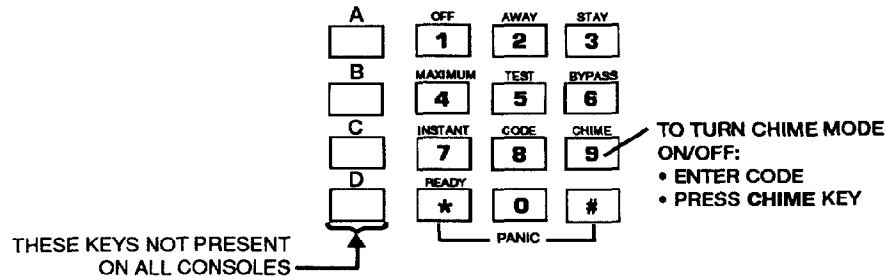 A OFF AWAY STAY
1 2 3
B MAXIMUM TEST BYPASS
4 5 6
C INSTANT CODE CHIME
7 8 9
D READY
* 0 #
PANIC
TO TURN CHIME MODE
ON/OFF:
• ENTER CODE
• PRESS CHIME KEY
THESE KEYS NOT PRESENT
ON ALL CONSOLES